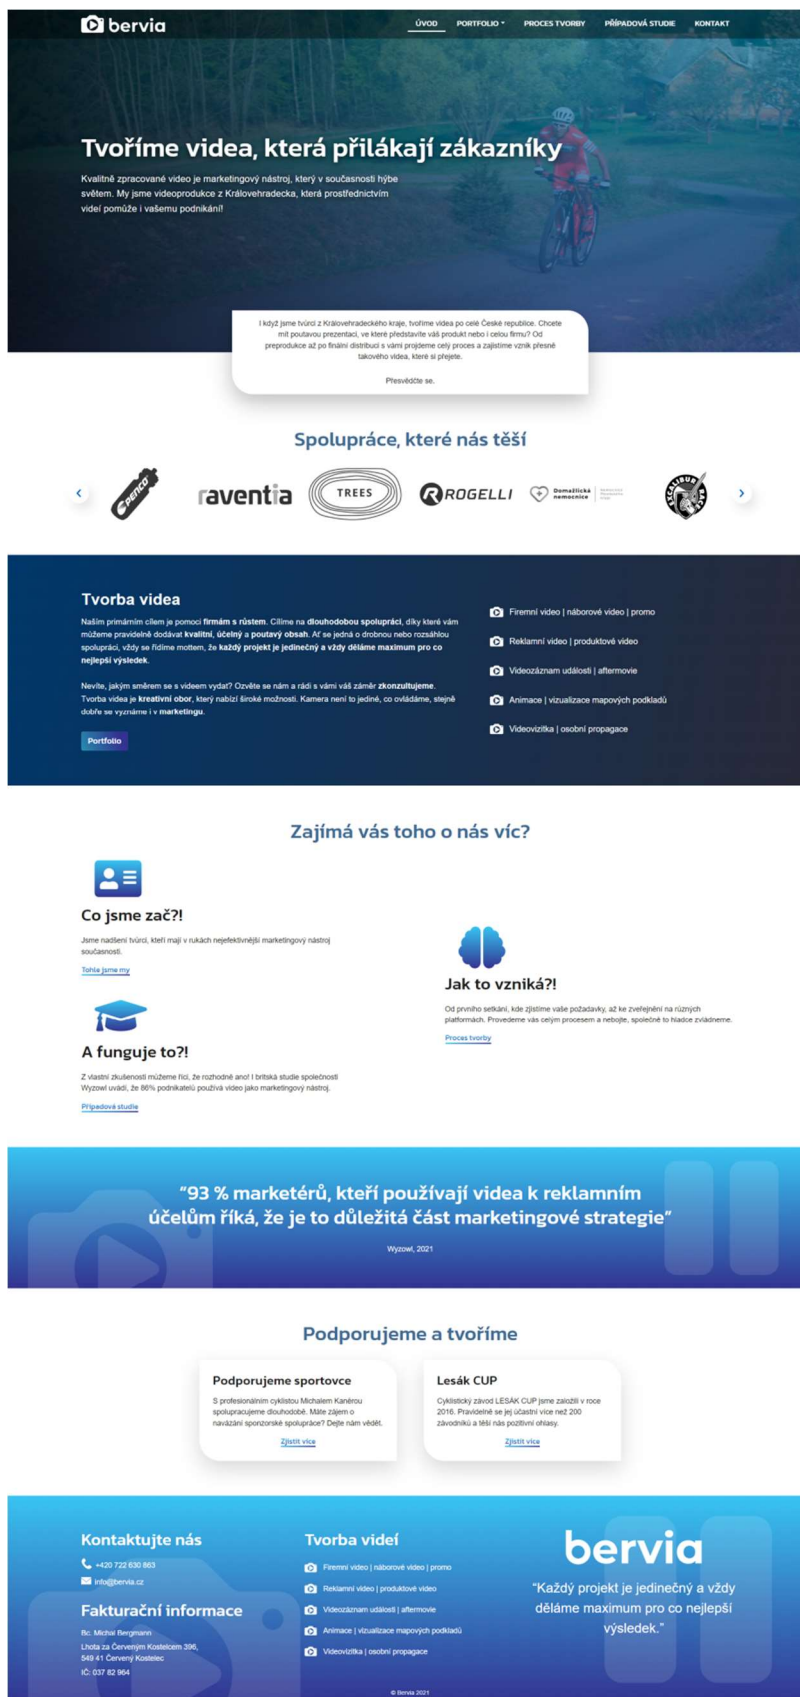 bervia
ÚVOD PORTFOLIO PROCES TVORBY PŘÍPADOVÁ STUDIE KONTAKT
Tvoříme videa, která přilákají zákazníky
Kvalitně zpracované video je marketingový nástroj, který v současnosti hýbe
světem. My jsme videoprodukce z Královehradecka, která prostřednictvím
videí pomůže i vašemu podnikání!
I když jsme tvůrci z Královehradeckého kraje, tvoříme videa po celé České republice. Chcete
mít poutavou prezentaci, ve které představíte váš produkt nebo i celou firmu? Od
preprodukce až po finální distribuci s vámi projdeme celý proces a zajistíme vznik přesně
takového videa, které si přejete.
Přesvědčte se.
Spolupráce, které nás těší
PENCO
raventia
TREES
ROGELLI
Domažlická
nemocnice
EXCALIBUR
RACE
Tvorba videa
Naším primárním cílem je pomoci firmám s růstem. Cílíme na dlouhodobou spolupráci, díky které vám
můžeme pravidelně dodávat kvalitní, účelný a poutavý obsah. Ať se jedná o drobnou nebo rozsáhlou
spolupráci, vždy se řídíme mottem, že každý projekt je jedinečný a vždy děláme maximum pro co
nejlepší výsledek.
Nevíte, jakým směrem se s videem vydat? Ozvěte se nám a rádi s vámi váš záměr zkonzultujeme.
Tvorba videa je kreativní obor, který nabízí široké možnosti. Kamera není to jediné, co ovládáme, stejně
dobře se vyznáme i v marketingu.
Portfolio
Firemní video | náborové video | promo
Reklamní video | produktové video
Videozáznam události | aftermovie
Animace | vizualizace mapových podkladů
Videovizitka | osobní propagace
Zajímá vás toho o nás víc?
Co jsme zač?!
Jsme nadšení tvůrci, kteří mají v rukách nejefektivnější marketingový nástroj
současnosti.
Tohle jsme my
Jak to vzniká?!
Od prvního setkání, kde zjistíme vaše požadavky, až ke zveřejnění na různých
platformách. Provedeme vás celým procesem a nebojte, společně to hladce zvládneme.
Proces tvorby
A funguje to?!
Z vlastní zkušenosti můžeme říci, že rozhodně ano! I britská studie společnosti
Wyzowl uvádí, že 86% podnikatelů používá video jako marketingový nástroj.
Případová studie
“93 % marketérů, kteří používají videa k reklamním
účelům říká, že je to důležitá část marketingové strategie”
Wyzowl, 2021
Podporujeme a tvoříme
Podporujeme sportovce
S profesionálním cyklistou Michalem Kanérou
spolupracujeme dlouhodobě. Máte zájem o
navázání sponzorské spolupráce? Dejte nám vědět.
Zjistit více
Lesák CUP
Cyklistický závod LESÁK CUP jsme založili v roce
2016. Pravidelně se jej účastní více než 200
závodníků a těší nás pozitivní ohlasy.
Zjistit více
Kontaktujte nás
+420 722 630 863
info@bervia.cz
Fakturační informace
Bc. Michal Bergmann
Lhota za Červeným Kostelcem 396,
549 41 Červený Kostelec
IČ: 037 82 964
Tvorba videí
Firemní video | náborové video | promo
Reklamní video | produktové video
Videozáznam události | aftermovie
Animace | vizualizace mapových podkladů
Videovizitka | osobní propagace
bervia
“Každý projekt je jedinečný a vždy
děláme maximum pro co nejlepší
výsledek.”
© Bervia 2021